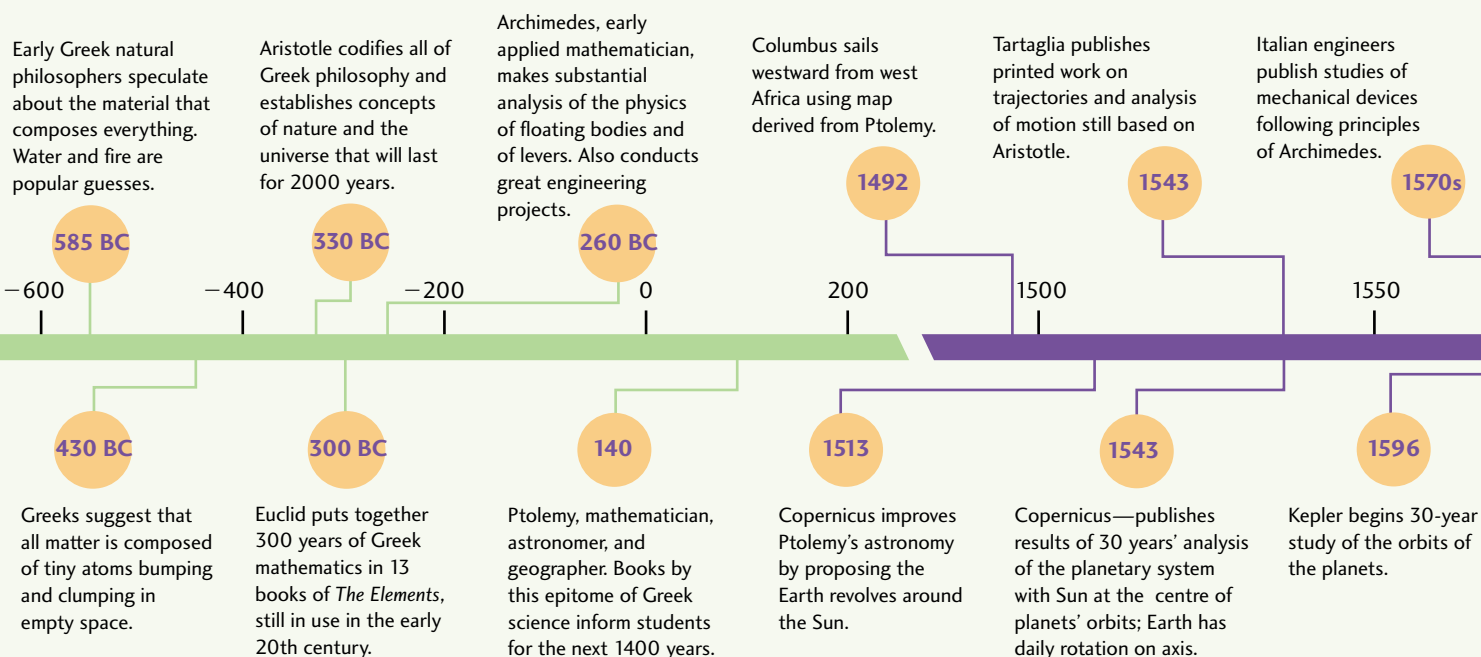 Early Greek natural
philosophers speculate
about the material that
composes everything.
Water and fire are
popular guesses.
585 BC
Aristotle codifies all of
Greek philosophy and
establishes concepts
of nature and the
universe that will last
for 2000 years.
330 BC
Archimedes, early
applied mathematician,
makes substantial
analysis of the physics
of floating bodies and
of levers. Also conducts
great engineering
projects.
260 BC
Columbus sails
westward from west
Africa using map
derived from Ptolemy.
1492
Tartaglia publishes
printed work on
trajectories and analysis
of motion still based on
Aristotle.
1543
Italian engineers
publish studies of
mechanical devices
following principles
of Archimedes.
1570s
−600 −400 −200 0 200 1500 1550
430 BC
Greeks suggest that
all matter is composed
of tiny atoms bumping
and clumping in
empty space.
300 BC
Euclid puts together
300 years of Greek
mathematics in 13
books of The Elements,
still in use in the early
20th century.
140
Ptolemy, mathematician,
astronomer, and
geographer. Books by
this epitome of Greek
science inform students
for the next 1400 years.
1513
Copernicus improves
Ptolemy's astronomy
by proposing the
Earth revolves around
the Sun.
1543
Copernicus—publishes
results of 30 years' analysis
of the planetary system
with Sun at the centre of
planets' orbits; Earth has
daily rotation on axis.
1596
Kepler begins 30-year
study of the orbits of
the planets.